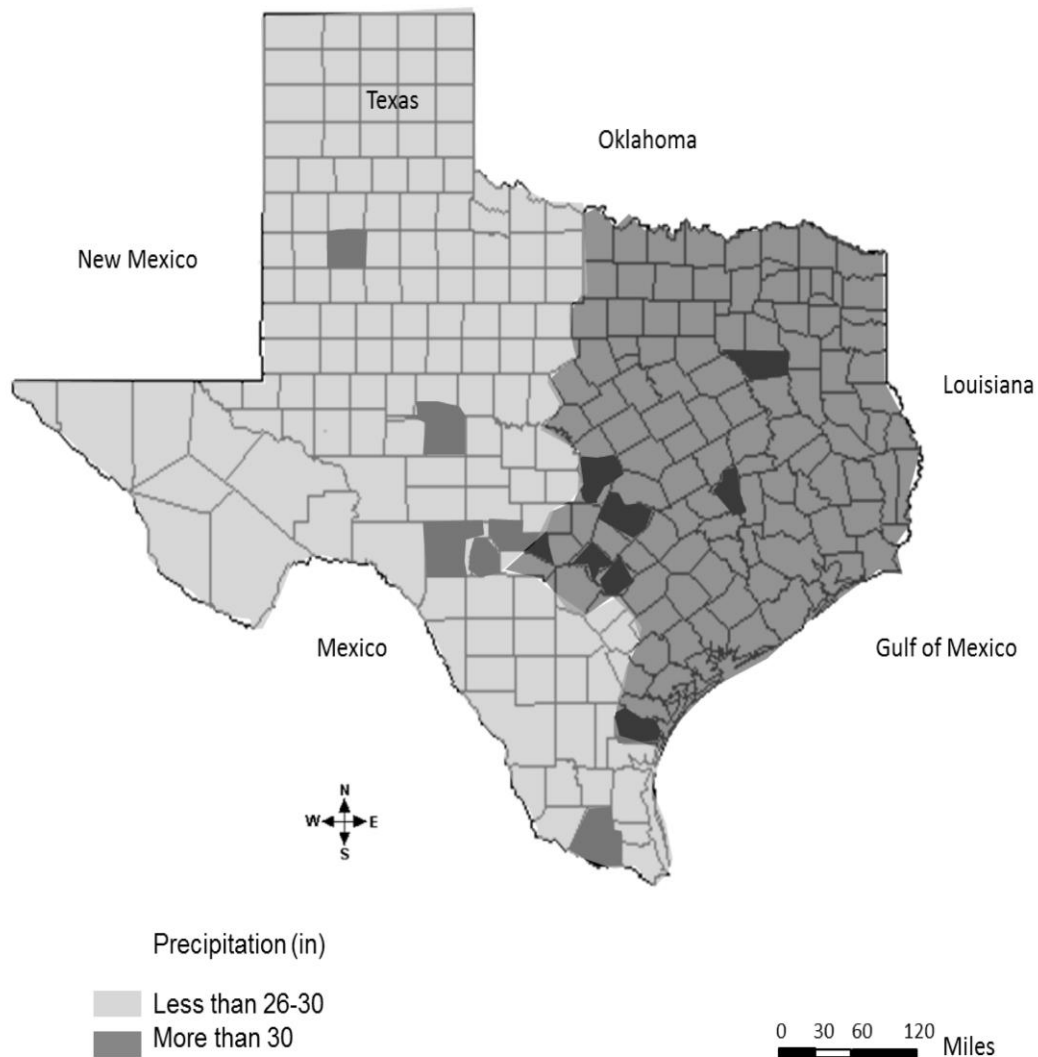 Texas
Oklahoma
New Mexico
Louisiana
Mexico
Gulf of Mexico
N
W E
S
Precipitation (in)
Less than 26-30
More than 30
0 30 60 120 Miles